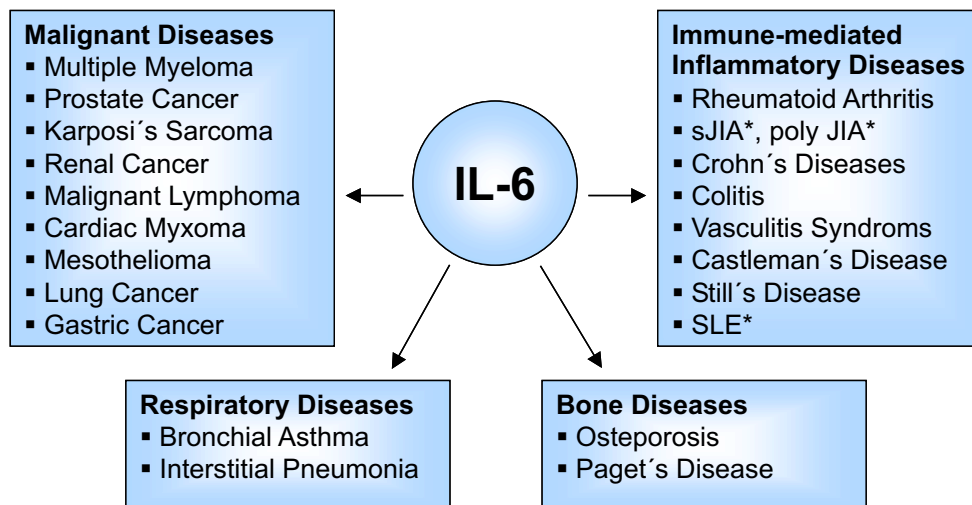 Malignant Diseases
▪ Multiple Myeloma
▪ Prostate Cancer
▪ Karposi´s Sarcoma
▪ Renal Cancer
▪ Malignant Lymphoma
▪ Cardiac Myxoma
▪ Mesothelioma
▪ Lung Cancer
▪ Gastric Cancer
IL-6
Immune-mediated
Inflammatory Diseases
▪ Rheumatoid Arthritis
▪ sJIA*, poly JIA*
▪ Crohn´s Diseases
▪ Colitis
▪ Vasculitis Syndroms
▪ Castleman´s Disease
▪ Still´s Disease
▪ SLE*
Respiratory Diseases
▪ Bronchial Asthma
▪ Interstitial Pneumonia
Bone Diseases
▪ Osteporosis
▪ Paget´s Disease